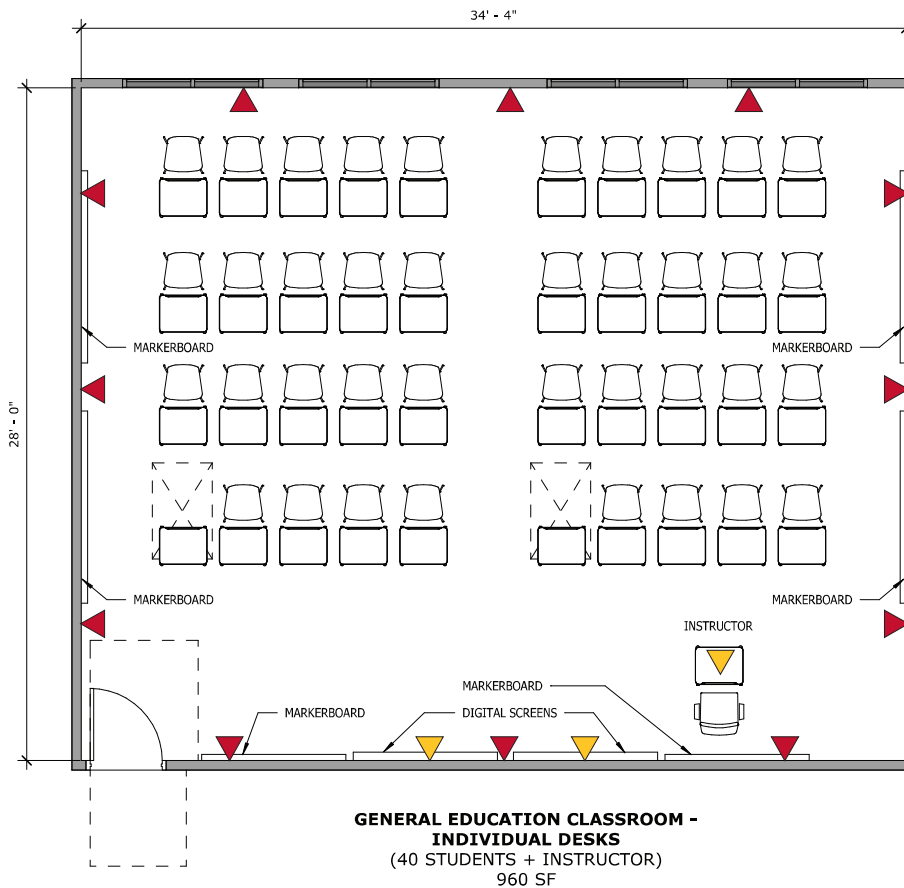 34' - 4"
28' - 0"
MARKERBOARD
MARKERBOARD
MARKERBOARD
MARKERBOARD
INSTRUCTOR
MARKERBOARD
MARKERBOARD
DIGITAL SCREENS
GENERAL EDUCATION CLASSROOM -
INDIVIDUAL DESKS
(40 STUDENTS + INSTRUCTOR)
960 SF